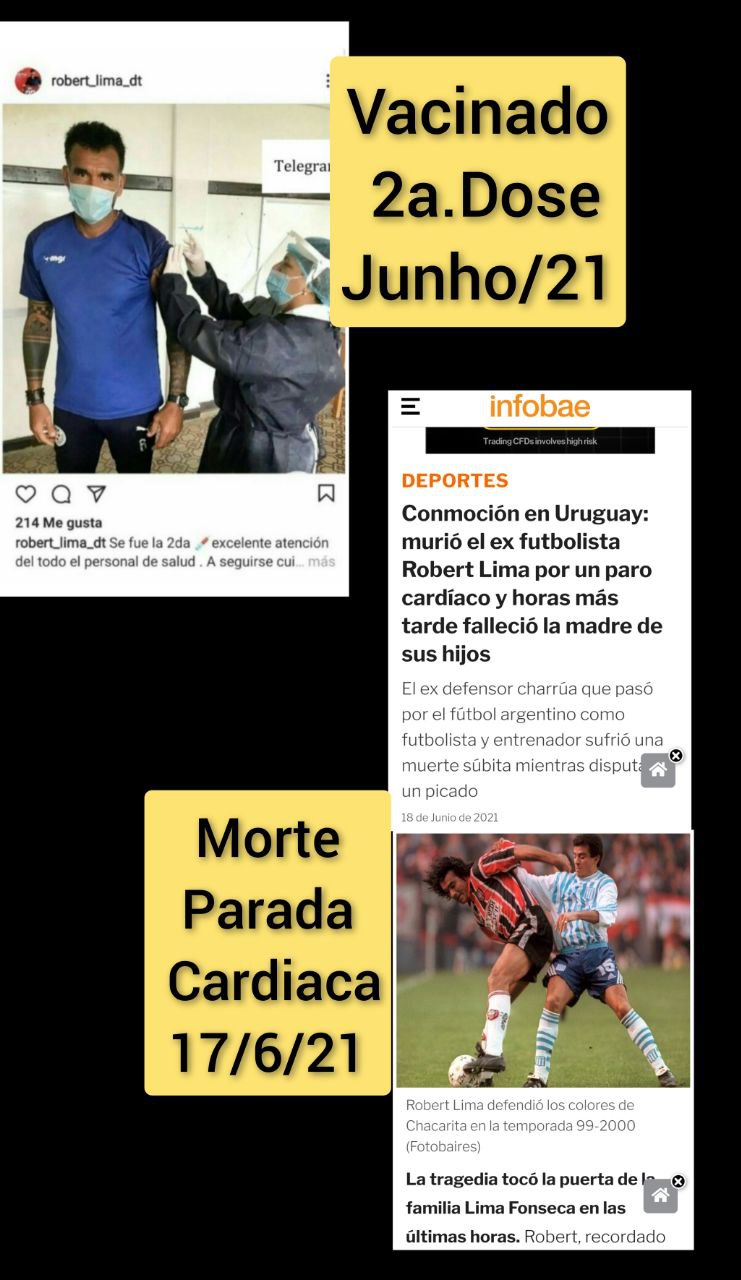 robert_lima_dt
Telegra
Vacinado
2a.Dose
Junho/21
mgs
214 Me gusta
robert_lima_dt Se fue la 2da 💉 excelente atención
del todo el personal de salud . A seguirse cui... más
infobae
Trading CFDs involves high risk
DEPORTES
Conmoción en Uruguay:
murió el ex futbolista
Robert Lima por un paro
cardíaco y horas más
tarde falleció la madre de
sus hijos
El ex defensor charrúa que pasó
por el fútbol argentino como
futbolista y entrenador sufrió una
muerte súbita mientras disputa
un picado
18 de Junio de 2021
Morte
Parada
Cardiaca
17/6/21
15
Robert Lima defendió los colores de
Chacarita en la temporada 99-2000
(Fotobaires)
La tragedia tocó la puerta de la
familia Lima Fonseca en las
últimas horas. Robert, recordado